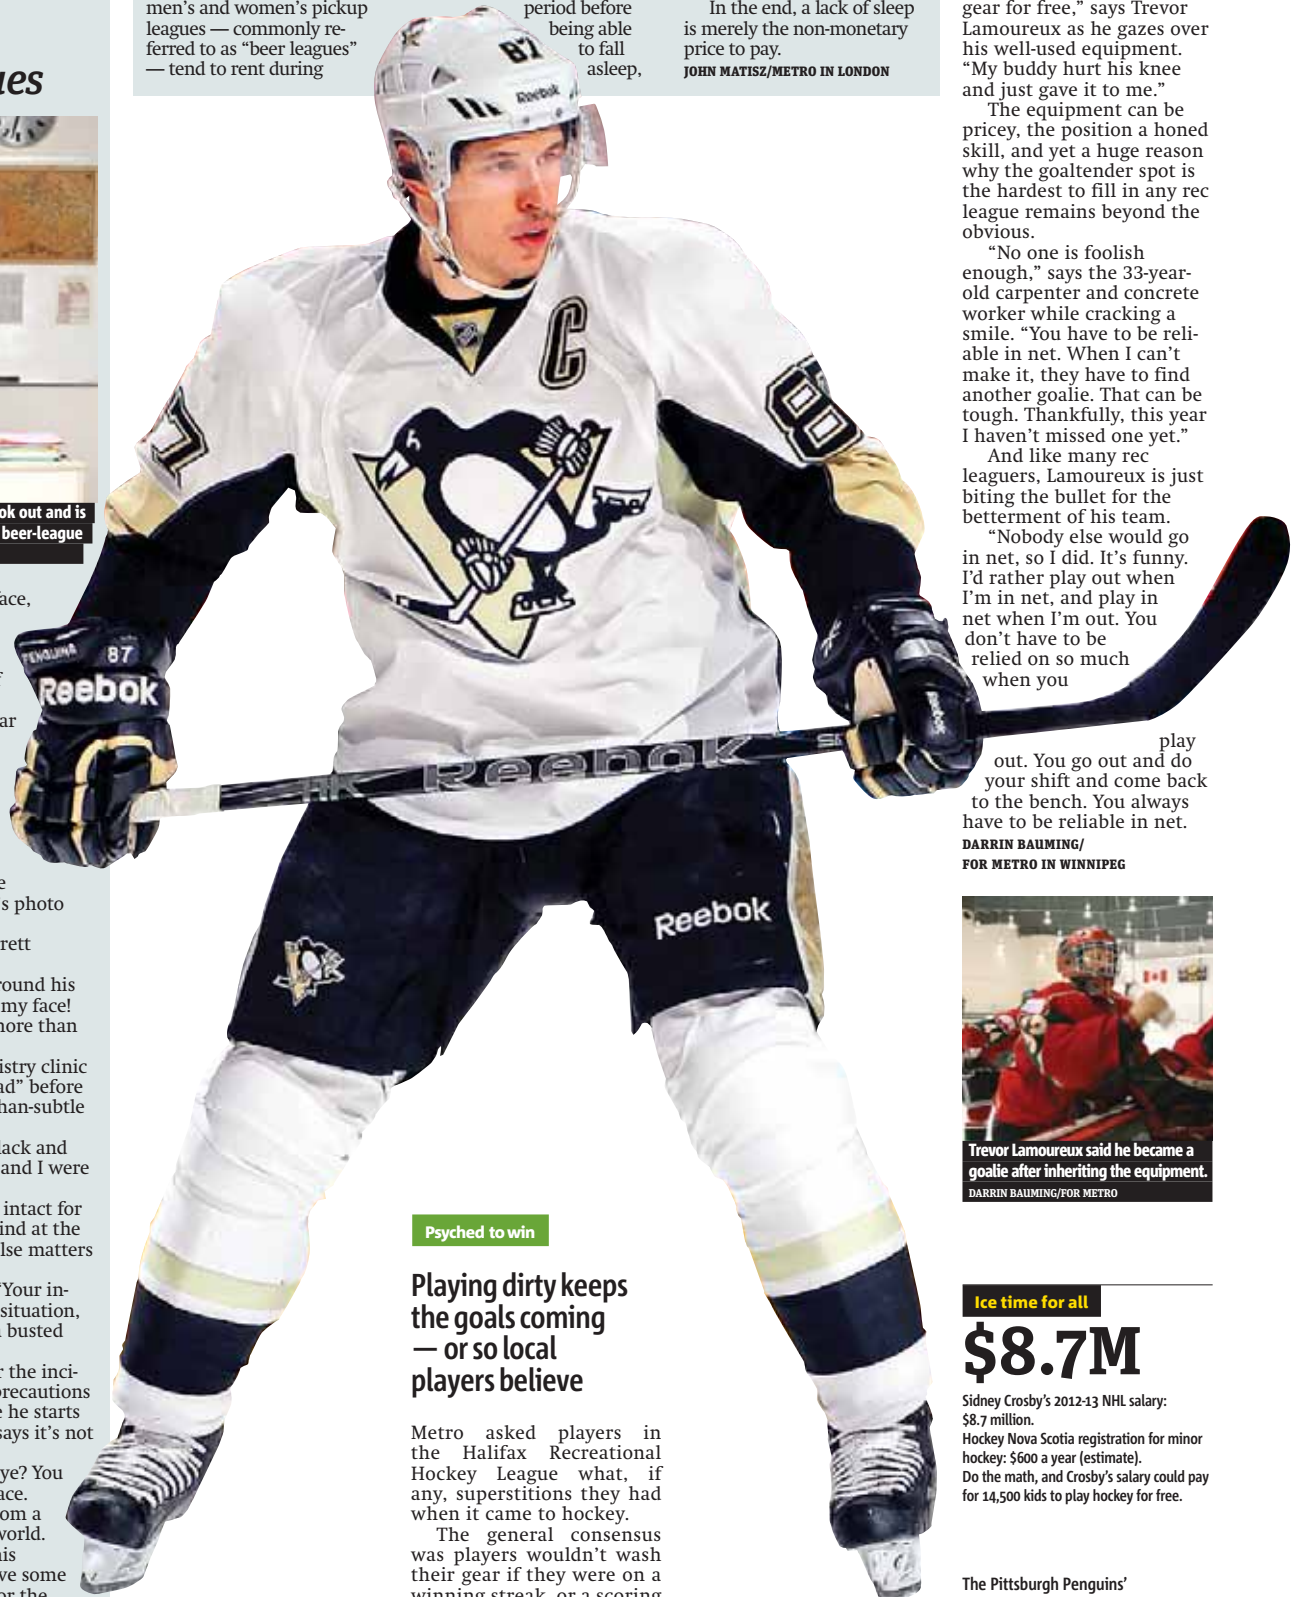 ues
ok out and is
beer-league
ace,
f
ar
e
s photo
rett
round his
my face!
more than
istry clinic
ad” before
han-subtle
lack and
and I were
intact for
ind at the
lse matters
“Your in-
situation,
busted
r the inci-
precautions
e he starts
says it’s not
ye? You
ace.
om a
world.
his
ve some
or the
men’s and women’s pickup
leagues — commonly re-
ferred to as “beer leagues”
— tend to rent during
period before
being able
to fall
asleep,
In the end, a lack of sleep
is merely the non-monetary
price to pay.
JOHN MATISZ/METRO IN LONDON
87
Reebok
C
7
87
PENGUINS 87
Reebok
Reebok
Reebok
Reebok
Psyched to win
Playing dirty keeps
the goals coming
— or so local
players believe
Metro asked players in
the Halifax Recreational
Hockey League what, if
any, superstitions they had
when it came to hockey.
The general consensus
was players wouldn’t wash
their gear if they were on a
winning streak, or a scoring
gear for free,” says Trevor
Lamoureux as he gazes over
his well-used equipment.
“My buddy hurt his knee
and just gave it to me.”
The equipment can be
pricey, the position a honed
skill, and yet a huge reason
why the goaltender spot is
the hardest to fill in any rec
league remains beyond the
obvious.
“No one is foolish
enough,” says the 33-year-
old carpenter and concrete
worker while cracking a
smile. “You have to be reli-
able in net. When I can’t
make it, they have to find
another goalie. That can be
tough. Thankfully, this year
I haven’t missed one yet.”
And like many rec
leaguers, Lamoureux is just
biting the bullet for the
betterment of his team.
“Nobody else would go
in net, so I did. It’s funny.
I’d rather play out when
I’m in net, and play in
net when I’m out. You
don’t have to be
relied on so much
when you
play
out. You go out and do
your shift and come back
to the bench. You always
have to be reliable in net.
DARRIN BAUMING/
FOR METRO IN WINNIPEG
Trevor Lamoureux said he became a
goalie after inheriting the equipment.
DARRIN BAUMING/FOR METRO
Ice time for all
$8.7M
Sidney Crosby’s 2012-13 NHL salary:
$8.7 million.
Hockey Nova Scotia registration for minor
hockey: $600 a year (estimate).
Do the math, and Crosby’s salary could pay
for 14,500 kids to play hockey for free.
The Pittsburgh Penguins’